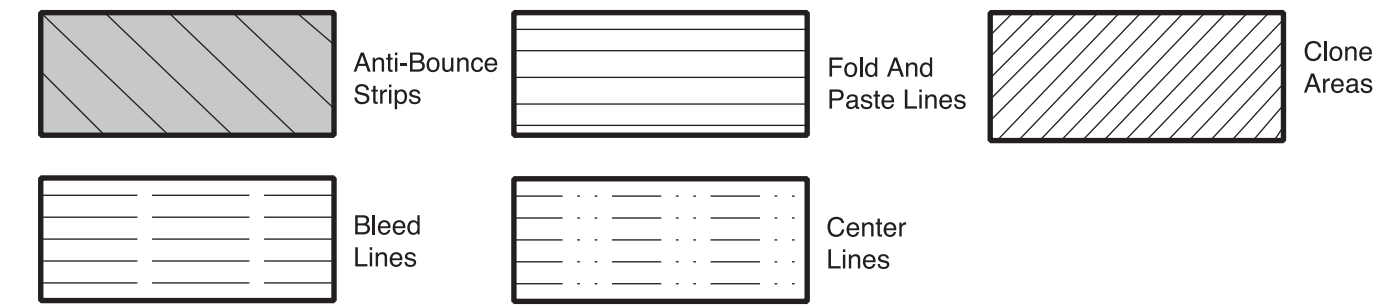 Anti-Bounce
Strips
Fold And
Paste Lines
Clone
Areas
Bleed
Lines
Center
Lines